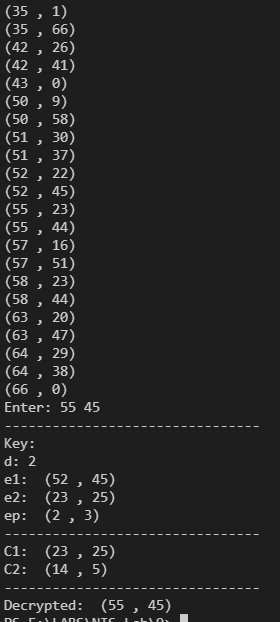 (35 , 1)
(35 , 66)
(42 , 26)
(42 , 41)
(43 , 0)
(50 , 9)
(50 , 58)
(51 , 30)
(51 , 37)
(52 , 22)
(52 , 45)
(55 , 23)
(55 , 44)
(57 , 16)
(57 , 51)
(58 , 23)
(58 , 44)
(63 , 20)
(63 , 47)
(64 , 29)
(64 , 38)
(66 , 0)
Enter: 55 45
--------------------------------
Key:
d: 2
e1:  (52 , 45)
e2:  (23 , 25)
ep:  (2 , 3)
--------------------------------
C1:  (23 , 25)
C2:  (14 , 5)
--------------------------------
Decrypted:  (55 , 45)
PS E:\LABS\NIS Lab\9>